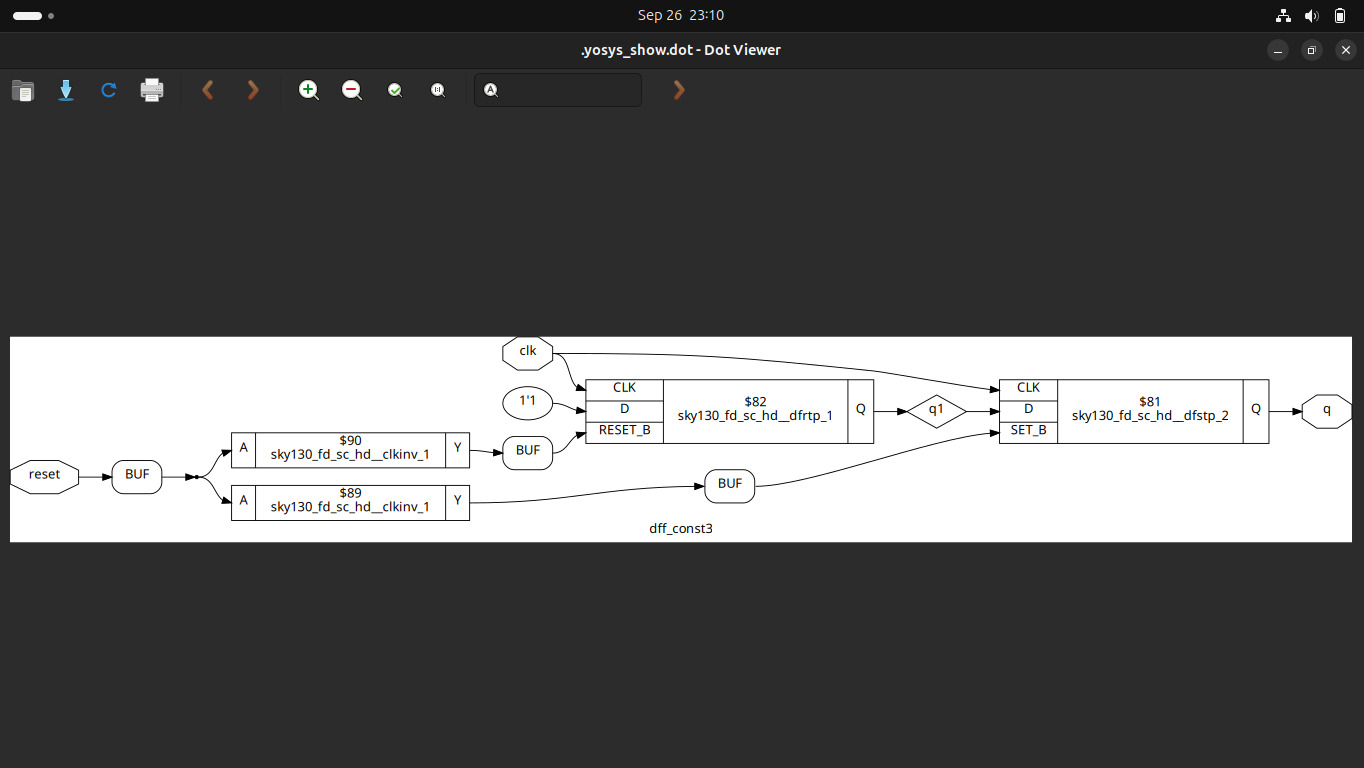 Sep 26 23:10
.yosys_show.dot - Dot Viewer
A
clk
1'1
CLK
D
RESET_B
$82
sky130_fd_sc_hd__dfrtp_1
Q
q1
CLK
D
SET_B
$81
sky130_fd_sc_hd__dfstp_2
Q
q
reset
BUF
A
$90
sky130_fd_sc_hd__clkinv_1
Y
BUF
A
$89
sky130_fd_sc_hd__clkinv_1
Y
BUF
dff_const3